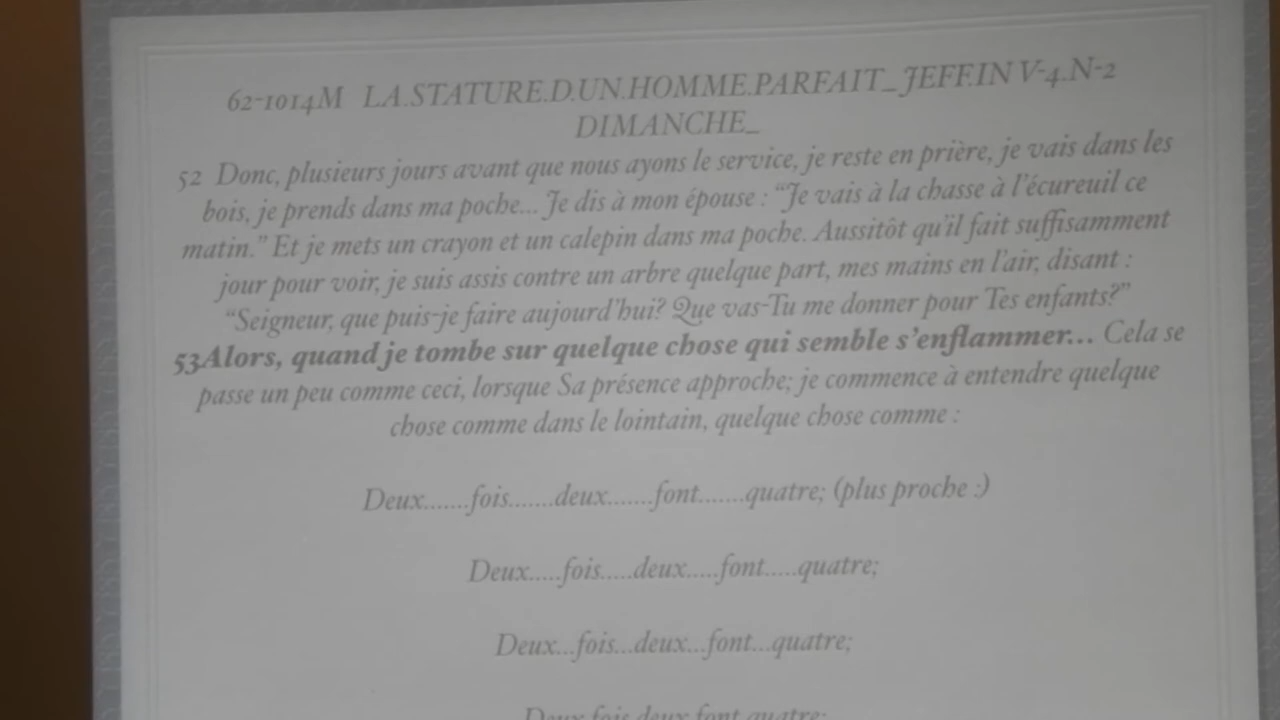 62-1014M LA.STATURE.D.UN.HOMME.PARFAIT_ JEFF.IN V-4.N-2
DIMANCHE_
52 Donc, plusieurs jours avant que nous ayons le service, je reste en prière, je vais dans les
bois, je prends dans ma poche... Je dis à mon épouse : “Je vais à la chasse à l’écureuil ce
matin.” Et je mets un crayon et un calepin dans ma poche. Aussitôt qu’il fait suffisamment
jour pour voir, je suis assis contre un arbre quelque part, mes mains en l’air, disant :
“Seigneur, que puis-je faire aujourd’hui? Que vas-Tu me donner pour Tes enfants?”
53Alors, quand je tombe sur quelque chose qui semble s’enflammer... Cela se
passe un peu comme ceci, lorsque Sa présence approche; je commence à entendre quelque
chose comme dans le lointain, quelque chose comme :
Deux.......fois.......deux.......font.......quatre; (plus proche :)
Deux.....fois.....deux.....font.....quatre;
Deux...fois...deux...font...quatre;
Deux fois deux font quatre;